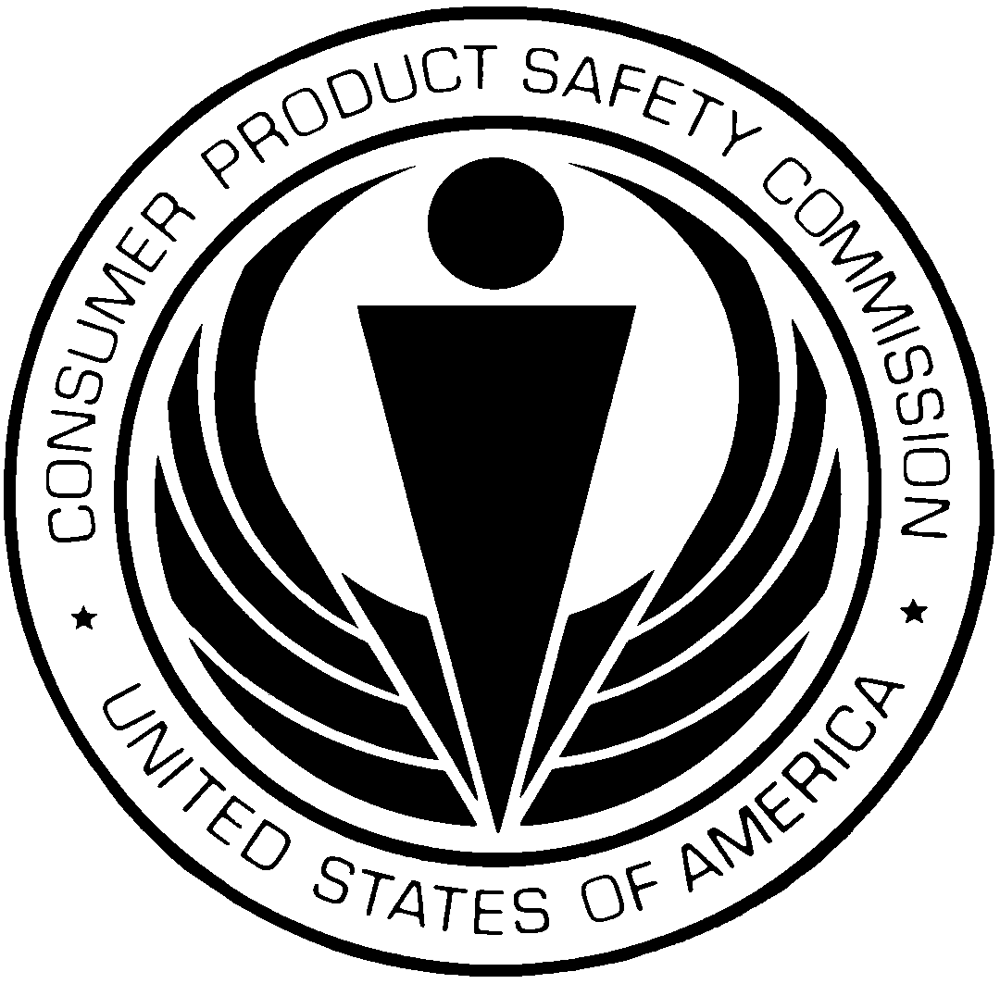 CONSUMER PRODUCT SAFETY COMMISSION
UNITED STATES OF AMERICA